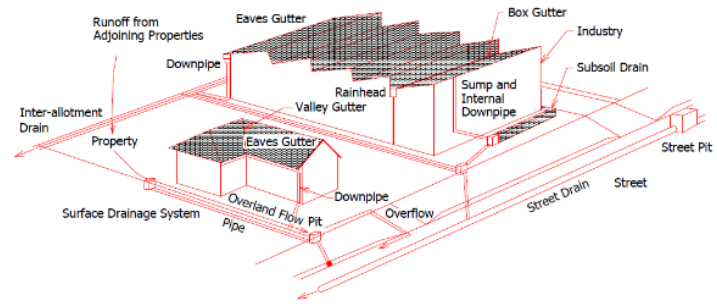 Runoff from
Adjoining Properties
Eaves Gutter
Box Gutter
Industry
Downpipe
Subsoil Drain
Rainhead
Sump and
Internal
Downpipe
Inter-allotment
Drain
Valley Gutter
Property
Eaves Gutter
Street Pit
Downpipe
Street
Street Drain
Surface Drainage System
Overland Flow
Pit
Overflow
Pipe